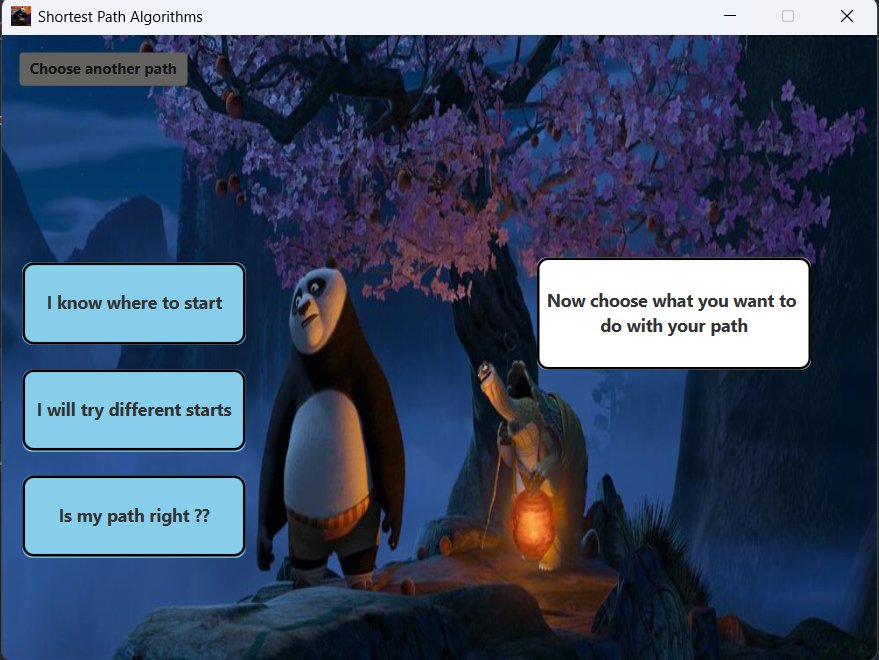 Shortest Path Algorithms
Choose another path
I know where to start
I will try different starts
Is my path right ??
Now choose what you want to
do with your path